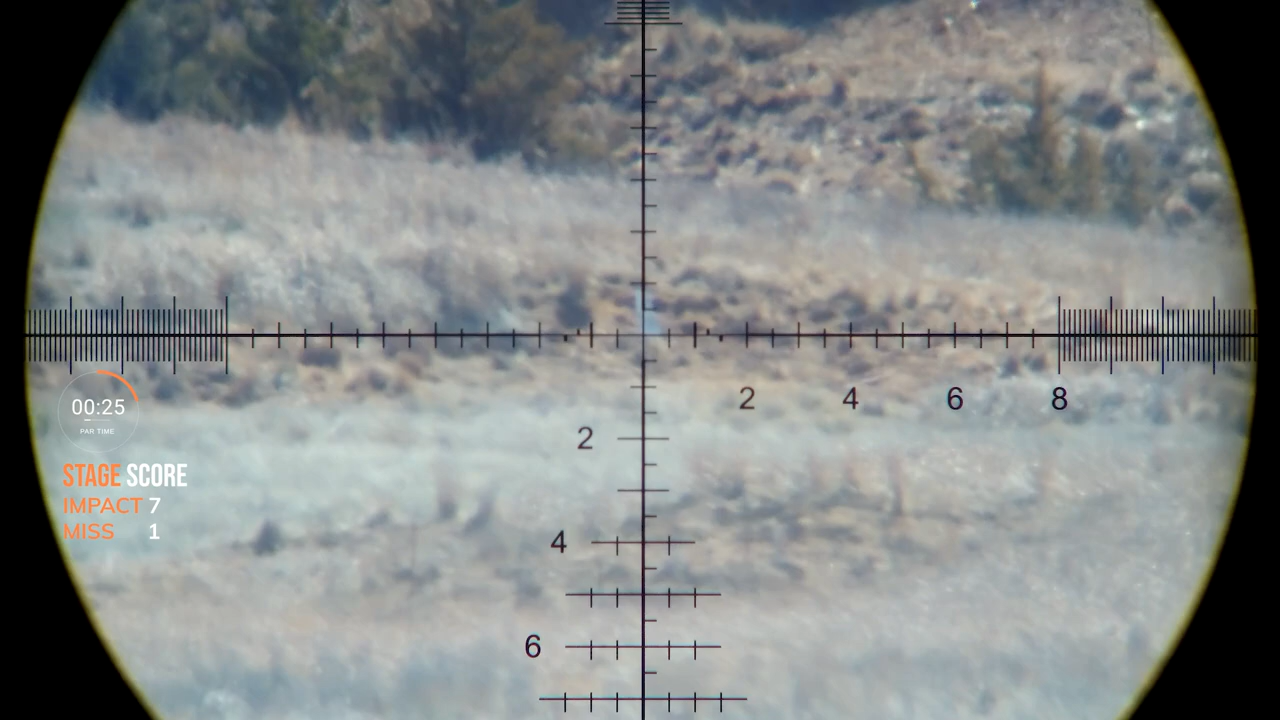 2 4 6 8
2
4
6
00:25
PAR TIME
STAGE SCORE
IMPACT 7
MISS 1